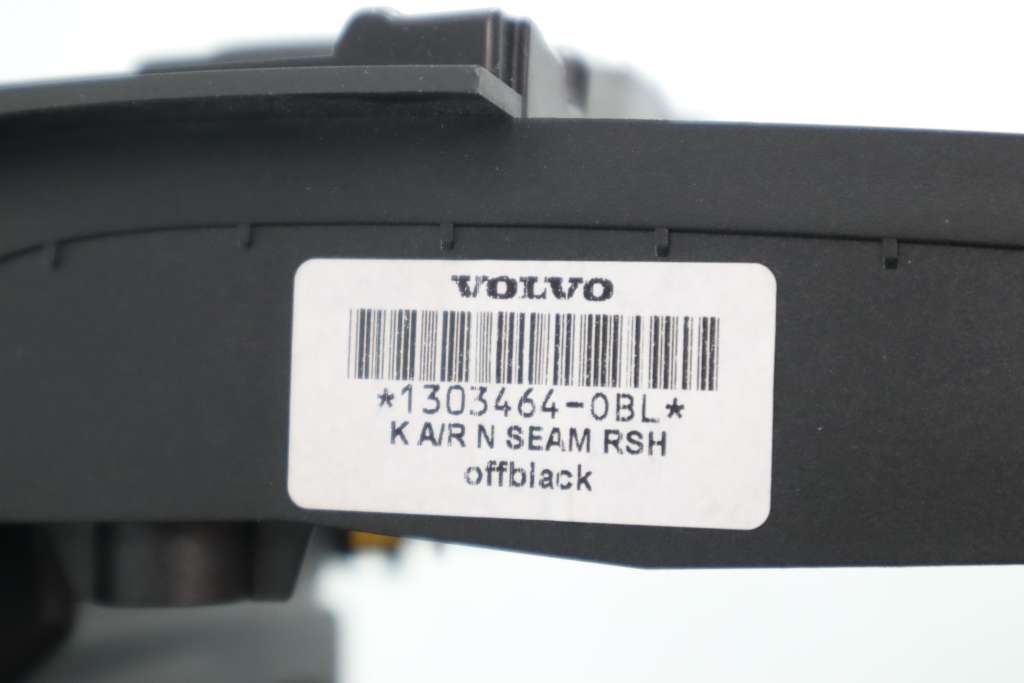 VOLVO
*1303464-0BL*
K A/R N SEAM RSH
offblack